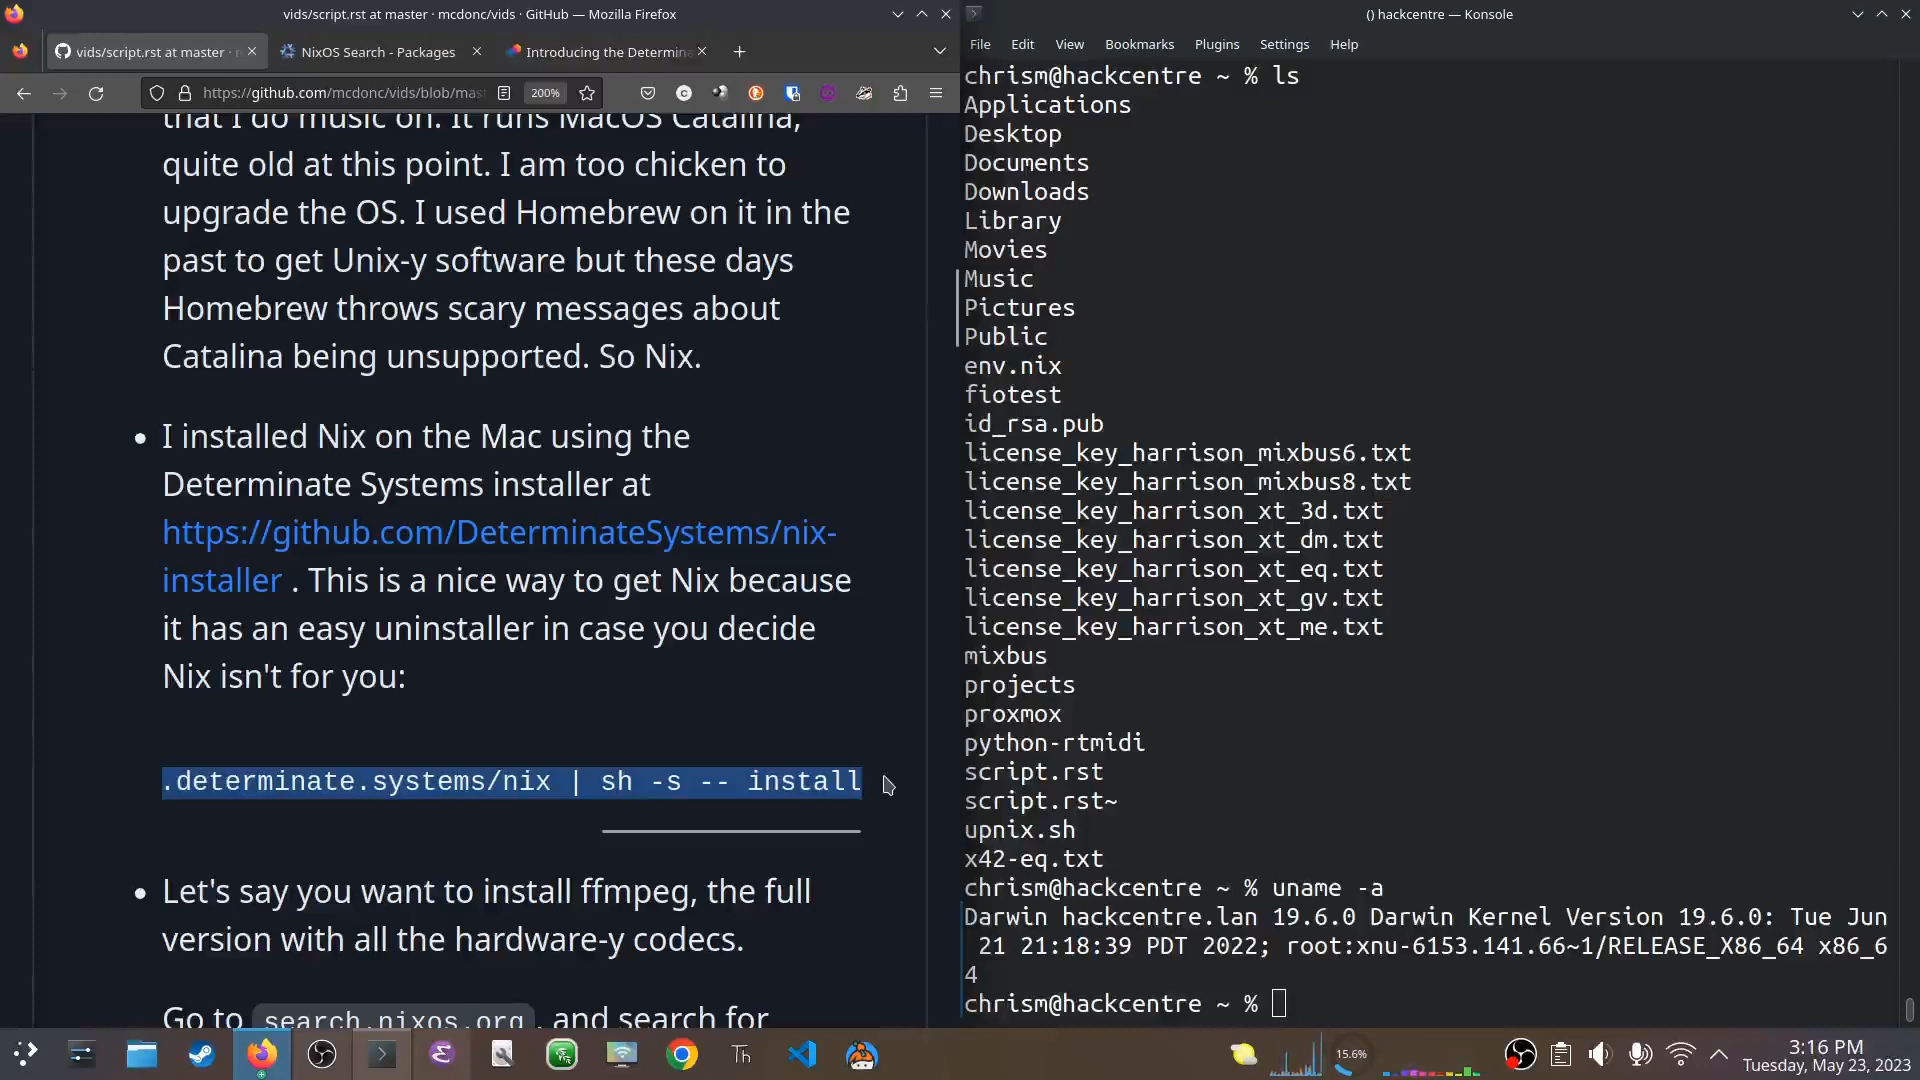 vids/script.rst at master · mcdonc/vids · GitHub — Mozilla Firefox
vids/script.rst at master ·
NixOS Search - Packages
Introducing the Determina
https://github.com/mcdonc/vids/blob/mas
200%
that I do music on. It runs MacOS Catalina,
quite old at this point. I am too chicken to
upgrade the OS. I used Homebrew on it in the
past to get Unix-y software but these days
Homebrew throws scary messages about
Catalina being unsupported. So Nix.
• I installed Nix on the Mac using the
Determinate Systems installer at
https://github.com/DeterminateSystems/nix-
installer . This is a nice way to get Nix because
it has an easy uninstaller in case you decide
Nix isn't for you:
.determinate.systems/nix | sh -s -- install
• Let's say you want to install ffmpeg, the full
version with all the hardware-y codecs.
Go to search.nixos.org , and search for
() hackcentre — Konsole
File Edit View Bookmarks Plugins Settings Help
chrism@hackcentre ~ % ls
Applications
Desktop
Documents
Downloads
Library
Movies
Music
Pictures
Public
env.nix
fiotest
id_rsa.pub
license_key_harrison_mixbus6.txt
license_key_harrison_mixbus8.txt
license_key_harrison_xt_3d.txt
license_key_harrison_xt_dm.txt
license_key_harrison_xt_eq.txt
license_key_harrison_xt_gv.txt
license_key_harrison_xt_me.txt
mixbus
projects
proxmox
python-rtmidi
script.rst
script.rst~
upnix.sh
x42-eq.txt
chrism@hackcentre ~ % uname -a
Darwin hackcentre.lan 19.6.0 Darwin Kernel Version 19.6.0: Tue Jun
21 21:18:39 PDT 2022; root:xnu-6153.141.66~1/RELEASE_X86_64 x86_6
4
chrism@hackcentre ~ %
Th
15.6%
3:16 PM
Tuesday, May 23, 2023